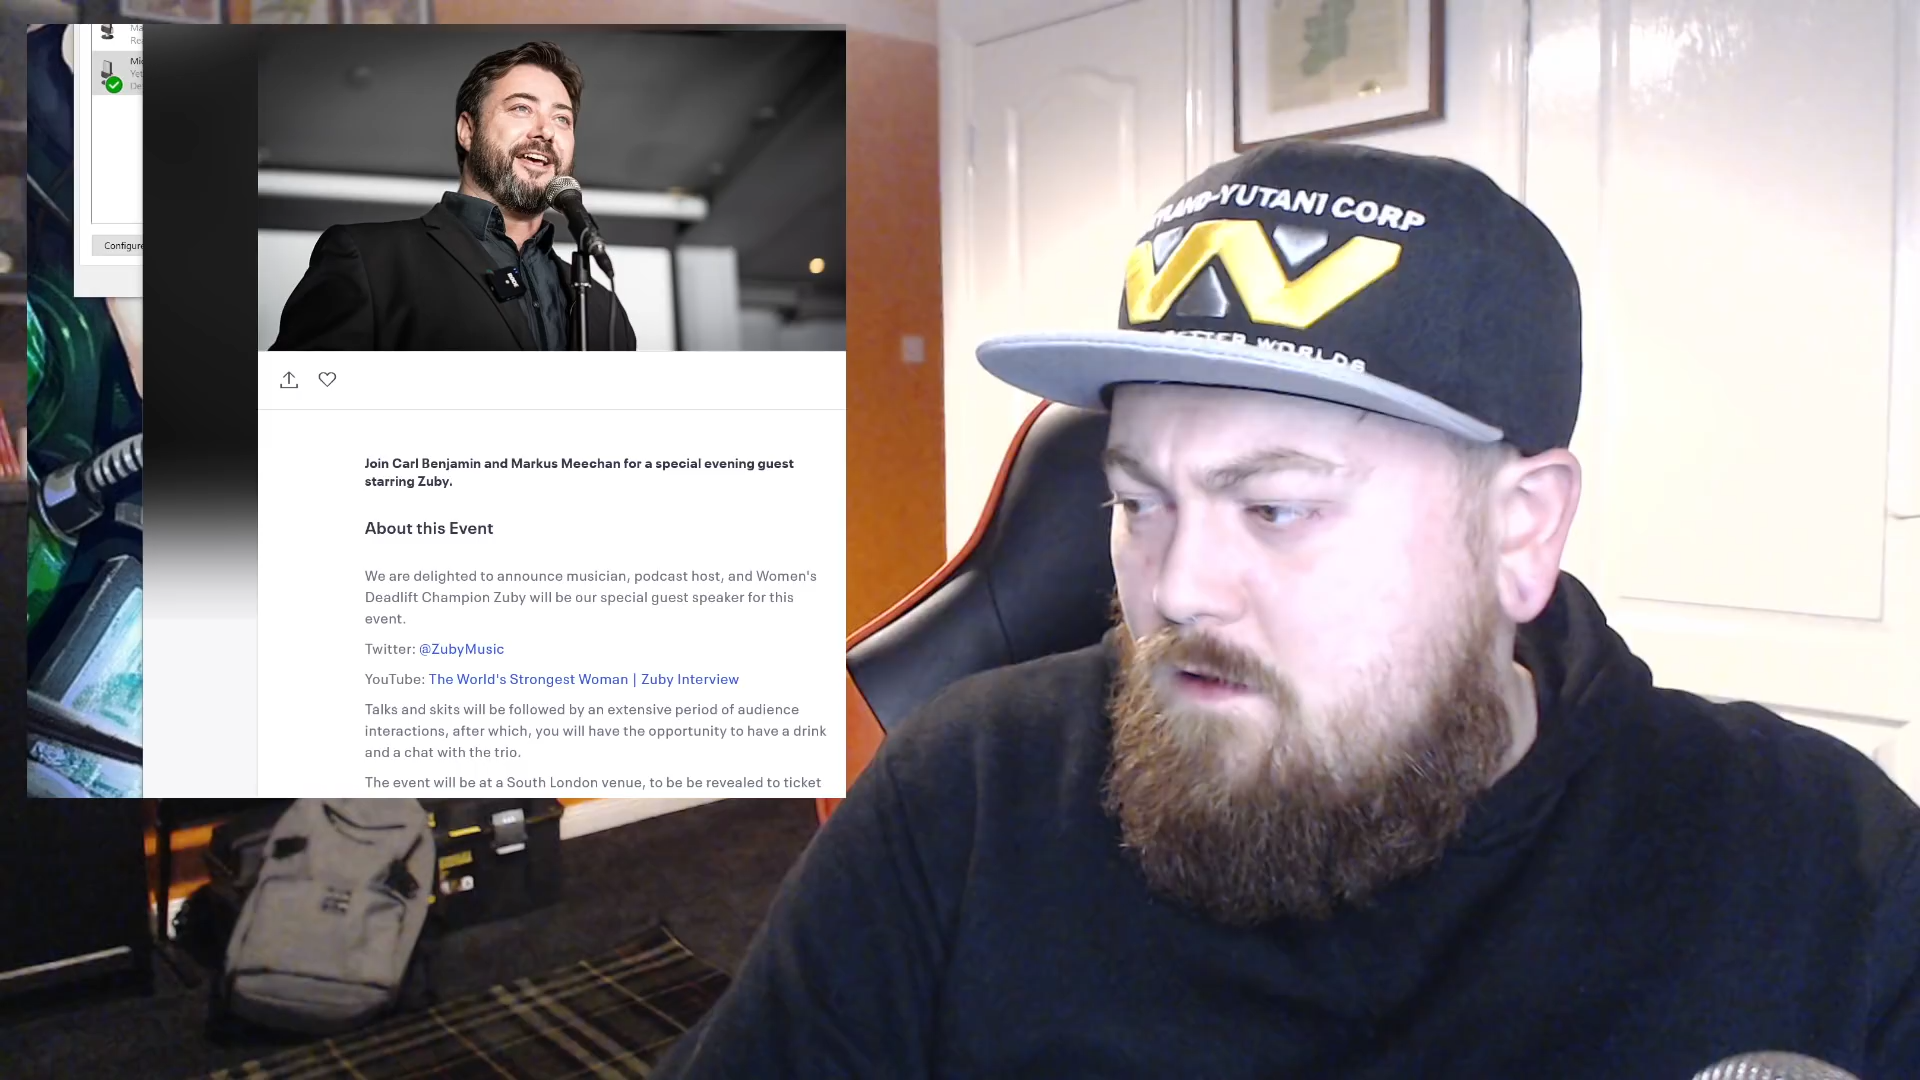 Configure
Join Carl Benjamin and Markus Meechan for a special evening guest
starring Zuby.
About this Event
We are delighted to announce musician, podcast host, and Women's
Deadlift Champion Zuby will be our special guest speaker for this
event.
Twitter: @ZubyMusic
YouTube: The World's Strongest Woman | Zuby Interview
Talks and skits will be followed by an extensive period of audience
interactions, after which, you will have the opportunity to have a drink
and a chat with the trio.
The event will be at a South London venue, to be be revealed to ticket
-YUTANI CORP
BETTER WORLDS